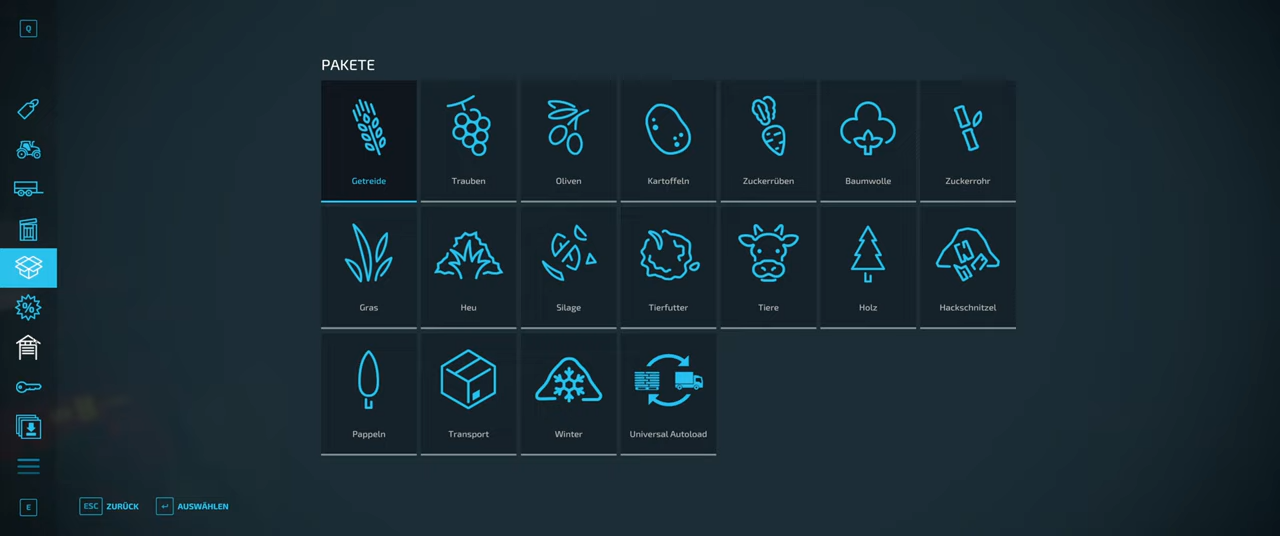 Q
PAKETE
Getreide
Trauben
Oliven
Kartoffeln
Zuckerrüben
Baumwolle
Zuckerrohr
Gras
Heu
Silage
Tierfutter
Tiere
Holz
Hackschnitzel
Pappeln
Transport
Winter
Universal Autoload
%
E
ESC ZURÜCK
AUSWÄHLEN